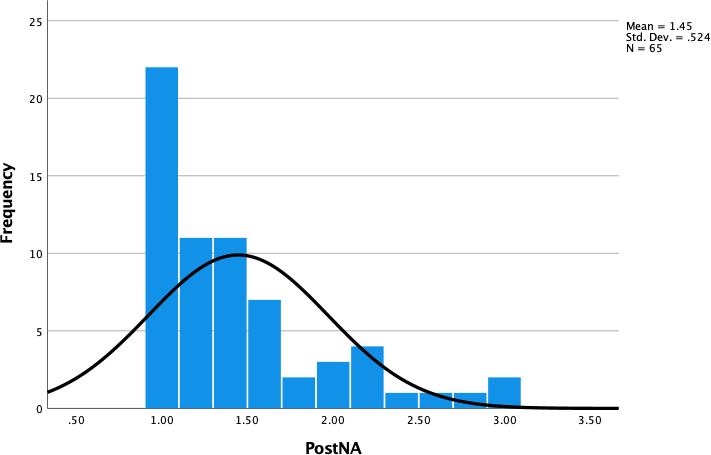 Mean = 1.45
Std. Dev. = .524
N = 65
25
20
15
10
5
0
Frequency
.50 1.00 1.50 2.00 2.50 3.00 3.50
PostNA